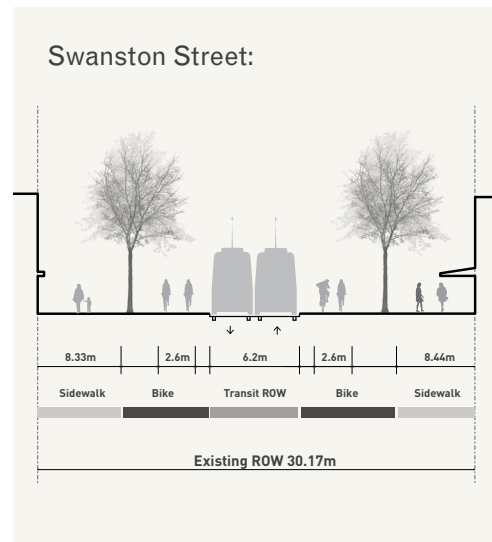 Swanston Street:
8.33m 2.6m 6.2m 2.6m 8.44m
Sidewalk Bike Transit ROW Bike Sidewalk
Existing ROW 30.17m